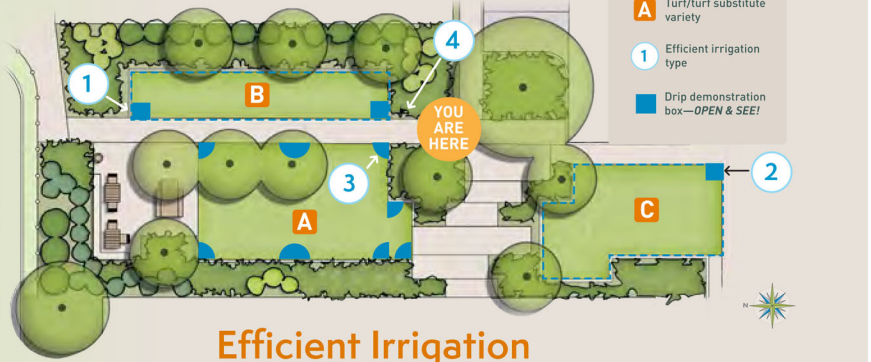 A Turf/turf substitute
variety
1 Efficient irrigation
type
Drip demonstration
box—OPEN & SEE!
4
1
B
YOU
ARE
HERE
3
2
A
C
N
Efficient Irrigation